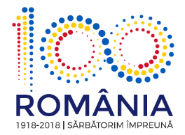 100
ROMÂNIA
1918-2018 | SĂRBĂTORIM ÎMPREUNĂ